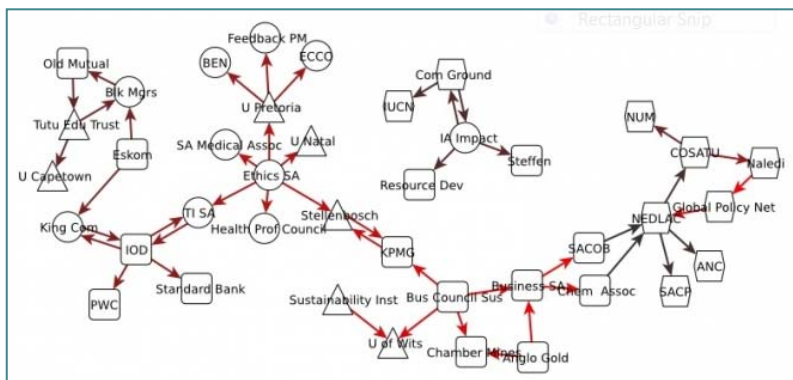 Rectangular Snip
Feedback PM
BEN
ECCO
Old Mutual
Com Ground
Blk Mgrs
U Pretoria
IUCN
NUM
Tutu Edu Trust
U Natal
IA Impact
SA Medical Assoc
COSATU
Eskom
Steffen
Naledi
U Capetown
Ethics SA
Resource Dev
TI SA
Stellenbosch
Global Policy Net
King Com
Health Prof Council
NEDLAC
IOD
KPMG
SACOB
ANC
Standard Bank
Sustainability Inst
Bus Council Sus
Business SA
Chem Assoc
SACP
PWC
U of Wits
Chamber Mines
Anglo Gold